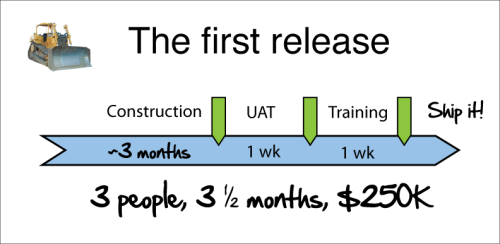 The first release
Construction UAT Training Ship it!
~3 months 1 wk 1 wk
3 people, 3 ½ months, $250K